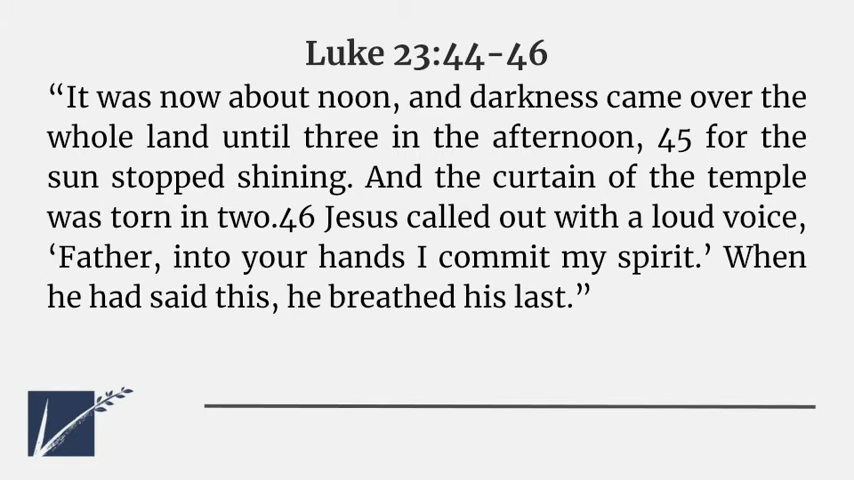 Luke 23:44-46
“It was now about noon, and darkness came over the
whole land until three in the afternoon, 45 for the
sun stopped shining. And the curtain of the temple
was torn in two.46 Jesus called out with a loud voice,
‘Father, into your hands I commit my spirit.’ When
he had said this, he breathed his last.”